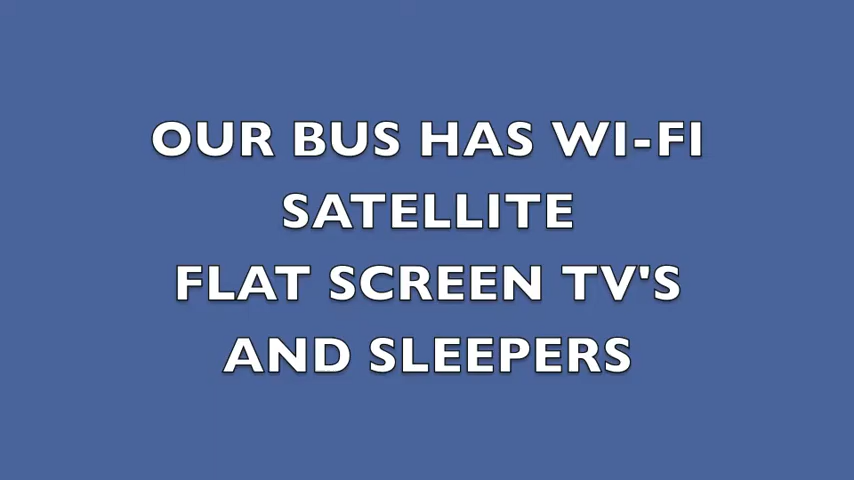 OUR BUS HAS WI-FI
SATELLITE
FLAT SCREEN TV'S
AND SLEEPERS